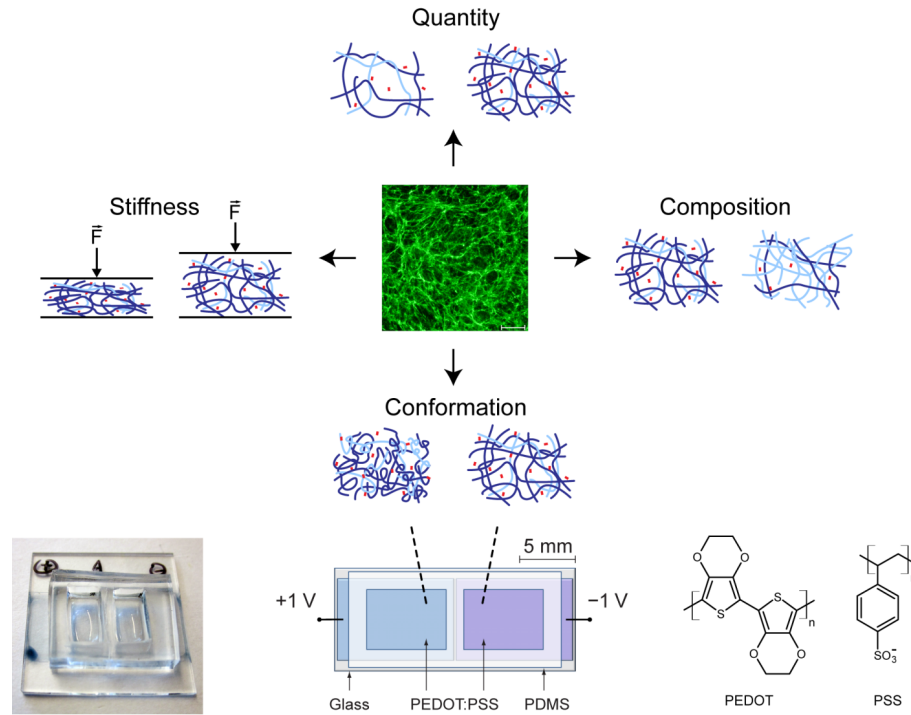 Quantity
Stiffness
F
F
Composition
Conformation
5 mm
+1 V
−1 V
Glass
PEDOT:PSS
PDMS
+ A
O
O
S
S
n
O
O
PEDOT
n
SO₃⁻
PSS